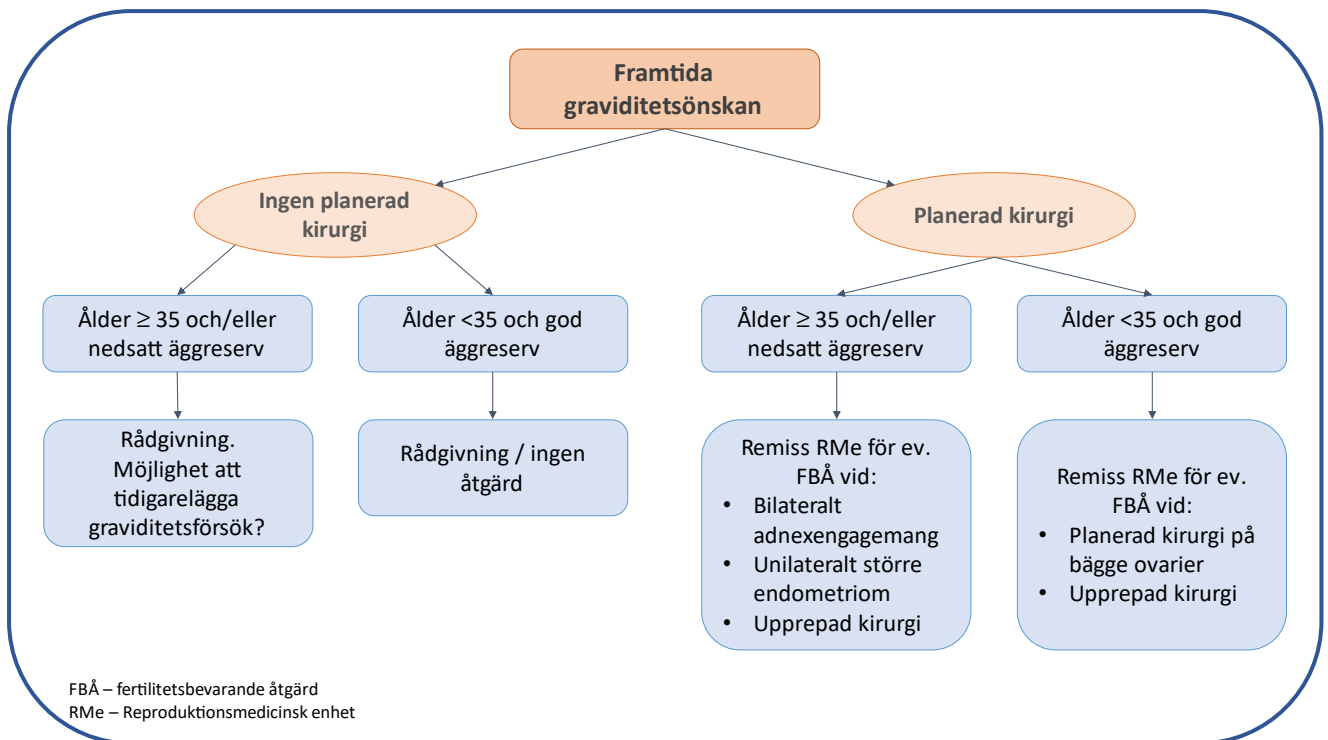 Framtida
graviditetsönskan
Ingen planerad
kirurgi
Planerad kirurgi
Ålder ≥ 35 och/eller
nedsatt äggreserv
Ålder <35 och god
äggreserv
Ålder ≥ 35 och/eller
nedsatt äggreserv
Ålder <35 och god
äggreserv
Rådgivning.
Möjlighet att
tidigarelägga
graviditetsförsök?
Rådgivning / ingen
åtgärd
Remiss RMe för ev.
FBÅ vid:
• Bilateralt
adnexengagemang
• Unilateralt större
endometriom
• Upprepad kirurgi
Remiss RMe för ev.
FBÅ vid:
• Planerad kirurgi på
bägge ovarier
• Upprepad kirurgi
FBÅ – fertilitetsbevarande åtgärd
RMe – Reproduktionsmedicinsk enhet